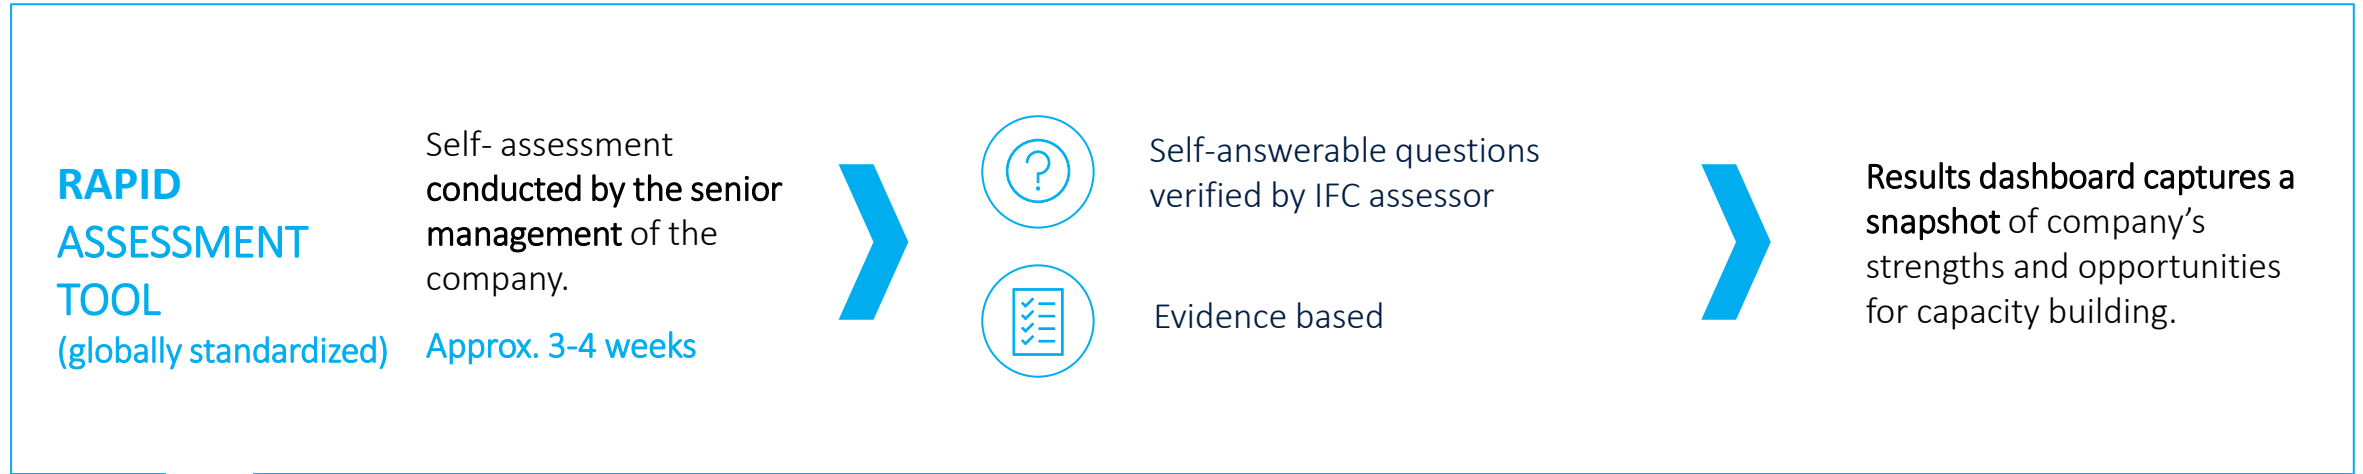 RAPID
ASSESSMENT
TOOL
(globally standardized)
Self- assessment
conducted by the senior
management of the
company.
Approx. 3-4 weeks
Self-answerable questions
verified by IFC assessor
Evidence based
Results dashboard captures a
snapshot of company’s
strengths and opportunities
for capacity building.